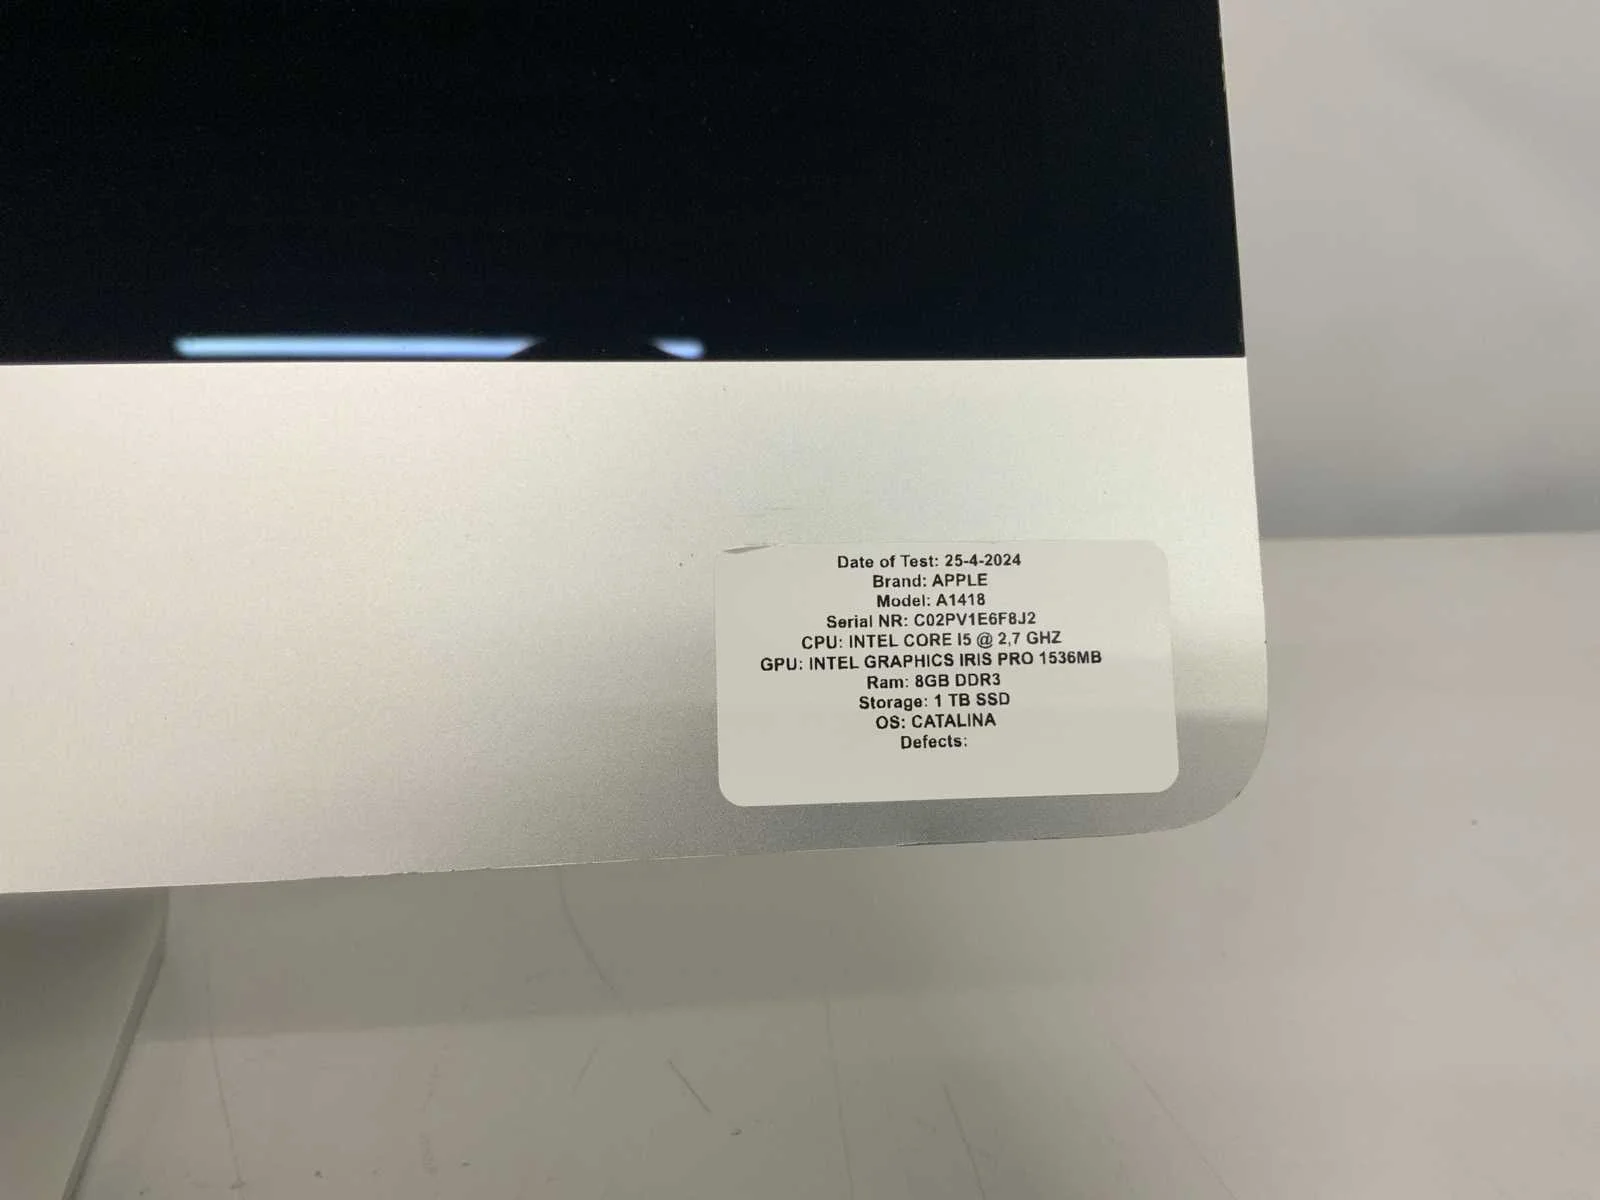 Date of Test: 25-4-2024
Brand: APPLE
Model: A1418
Serial NR: C02PV1E6F8J2
CPU: INTEL CORE I5 @ 2,7 GHZ
GPU: INTEL GRAPHICS IRIS PRO 1536MB
Ram: 8GB DDR3
Storage: 1 TB SSD
OS: CATALINA
Defects: